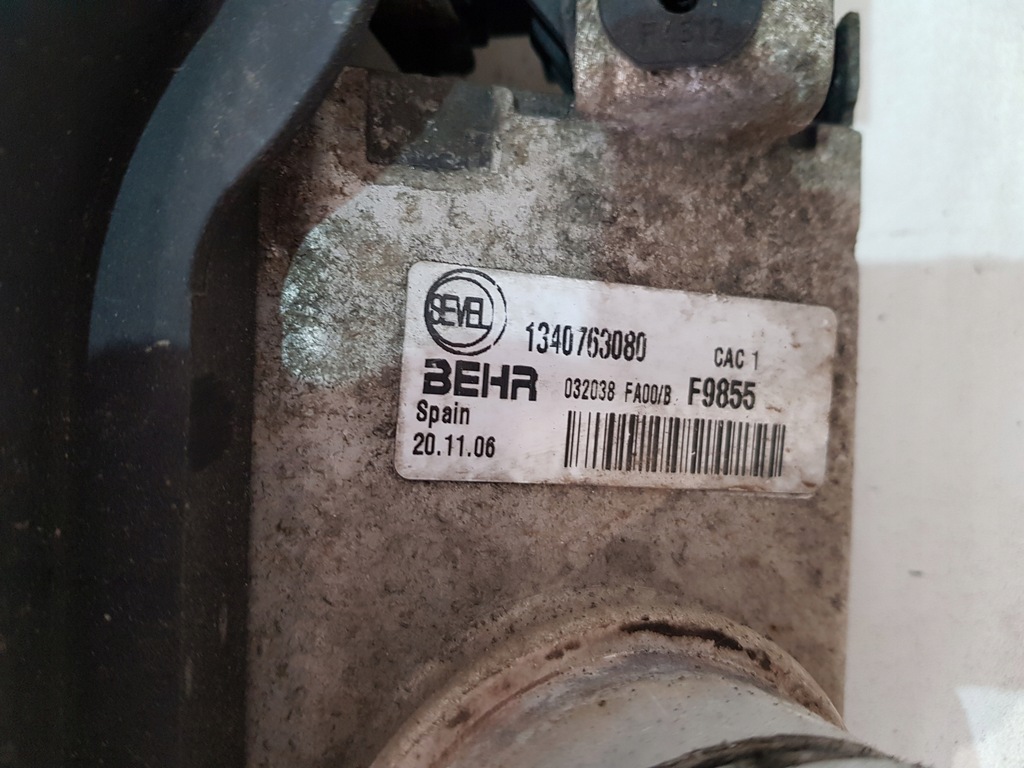 SEVEL
1340763080 CAC 1
BEHR 032038 FA00/B F9855
Spain
20.11.06